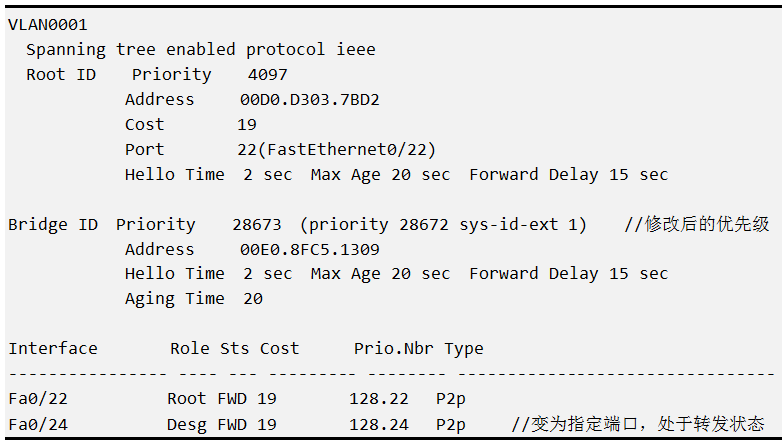 VLAN0001
Spanning tree enabled protocol ieee
Root ID Priority 4097
Address 00D0.D303.7BD2
Cost 19
Port 22(FastEthernet0/22)
Hello Time 2 sec Max Age 20 sec Forward Delay 15 sec
Bridge ID Priority 28673 (priority 28672 sys-id-ext 1) //修改后的优先级
Address 00E0.8FC5.1309
Hello Time 2 sec Max Age 20 sec Forward Delay 15 sec
Aging Time 20
Interface Role Sts Cost Prio.Nbr Type
---------------- ---- --- --------- -------- --------------------------------
Fa0/22 Root FWD 19 128.22 P2p
Fa0/24 Desg FWD 19 128.24 P2p //变为指定端口，处于转发状态